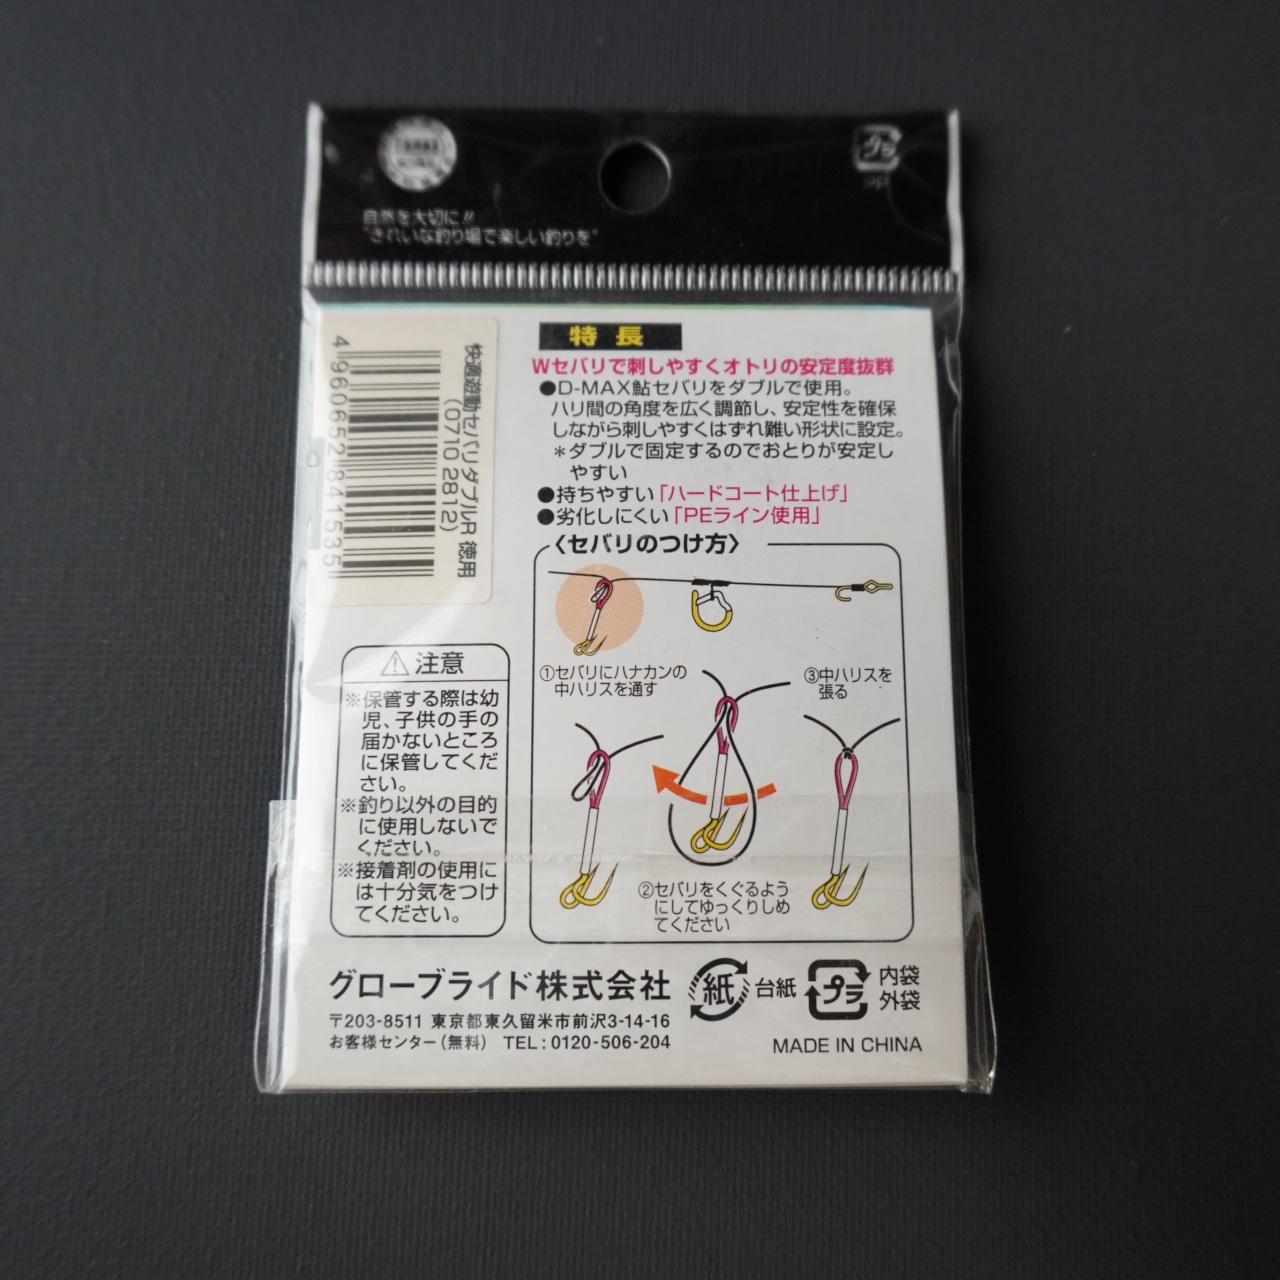 自然を大切に!!
"きれいな釣り場で楽しい釣りを"
プラ
PP
快適遊動セバリダブルR 徳用
(0710 2812)
4 960652 841535
特長
Wセバリで刺しやすくオトリの安定度抜群
●D-MAX鮎セバリをダブルで使用。
ハリ間の角度を広く調節し、安定性を確保
しながら刺しやすくはずれ難い形状に設定。
*ダブルで固定するのでおとりが安定し
やすい
●持ちやすい「ハードコート仕上げ」
●劣化しにくい「PEライン使用」
〈セバリのつけ方〉
①セバリにハナカンの
中ハリスを通す
②セバリをくぐるよう
にしてゆっくりしめ
てください
③中ハリスを
張る
注意
※保管する際は幼
児、子供の手の
届かないところ
に保管してくだ
さい。
※釣り以外の目的
に使用しないで
ください。
※接着剤の使用に
は十分気をつけ
てください。
グローブライド株式会社
〒203-8511 東京都東久留米市前沢3-14-16
お客様センター(無料) TEL:0120-506-204
紙 台紙
プラ 内袋
外袋
MADE IN CHINA